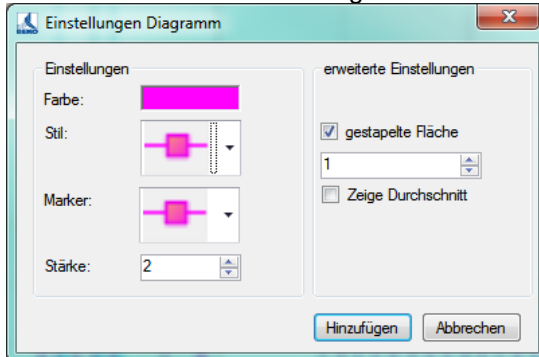 Einstellungen Diagramm
Einstellungen
Farbe:
Stil:
Marker:
Stärke:
2
erweiterte Einstellungen
gestapelte Fläche
1
Zeige Durchschnitt
Hinzufügen
Abbrechen